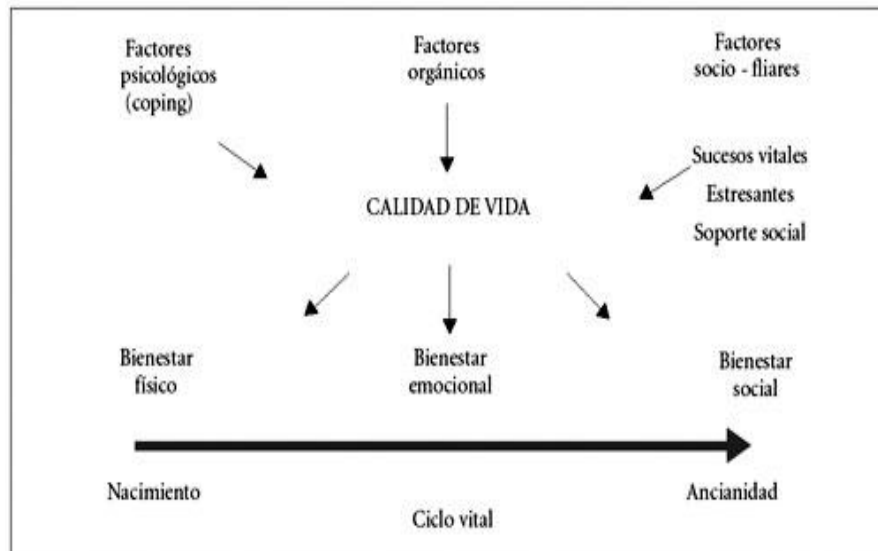 Factores
psicológicos
(coping)
Factores
orgánicos
Factores
socio - fliares
Sucesos vitales
Estresantes
Soporte social
CALIDAD DE VIDA
Bienestar
físico
Bienestar
emocional
Bienestar
social
Nacimiento
Ancianidad
Ciclo vital